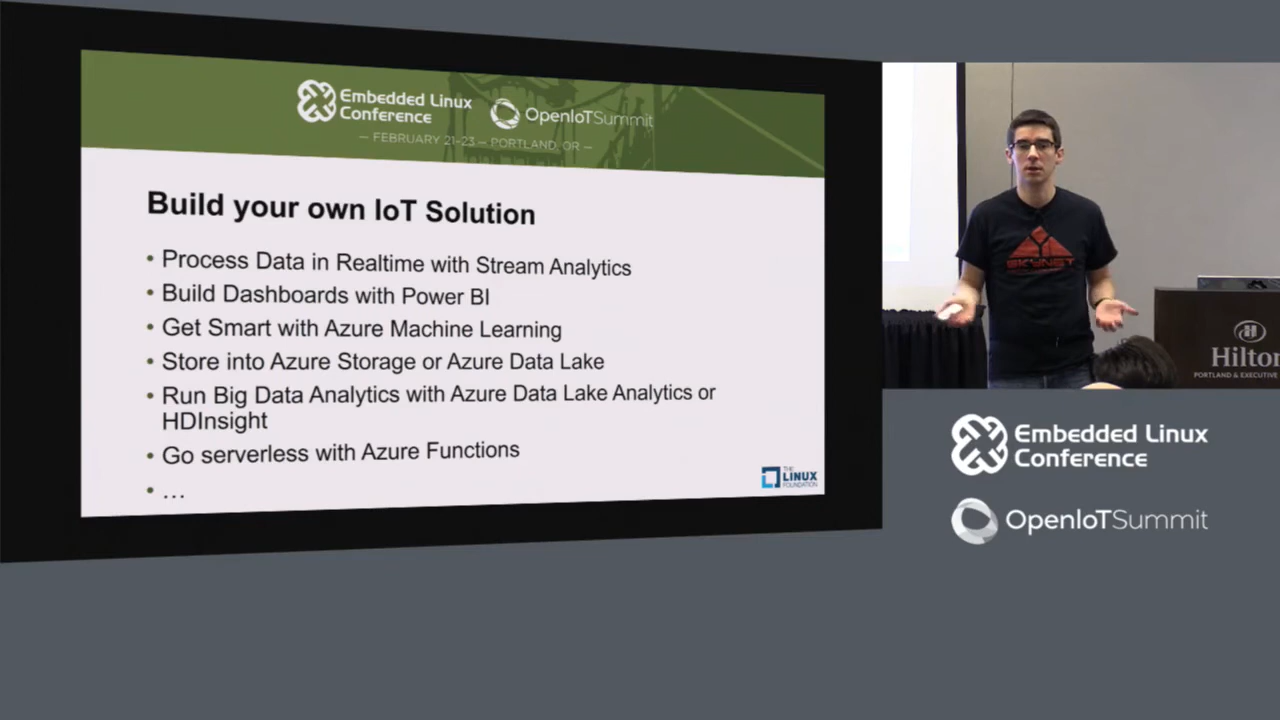 Embedded Linux
Conference
OpenIoTSummit
— FEBRUARY 21-23 — PORTLAND, OR —
Build your own IoT Solution
• Process Data in Realtime with Stream Analytics
• Build Dashboards with Power BI
• Get Smart with Azure Machine Learning
• Store into Azure Storage or Azure Data Lake
• Run Big Data Analytics with Azure Data Lake Analytics or
HDInsight
• Go serverless with Azure Functions
• ...
THE
LINUX
FOUNDATION
SKYNET
Hilton
PORTLAND & EXECUTIVE
Embedded Linux
Conference
OpenIoTSummit